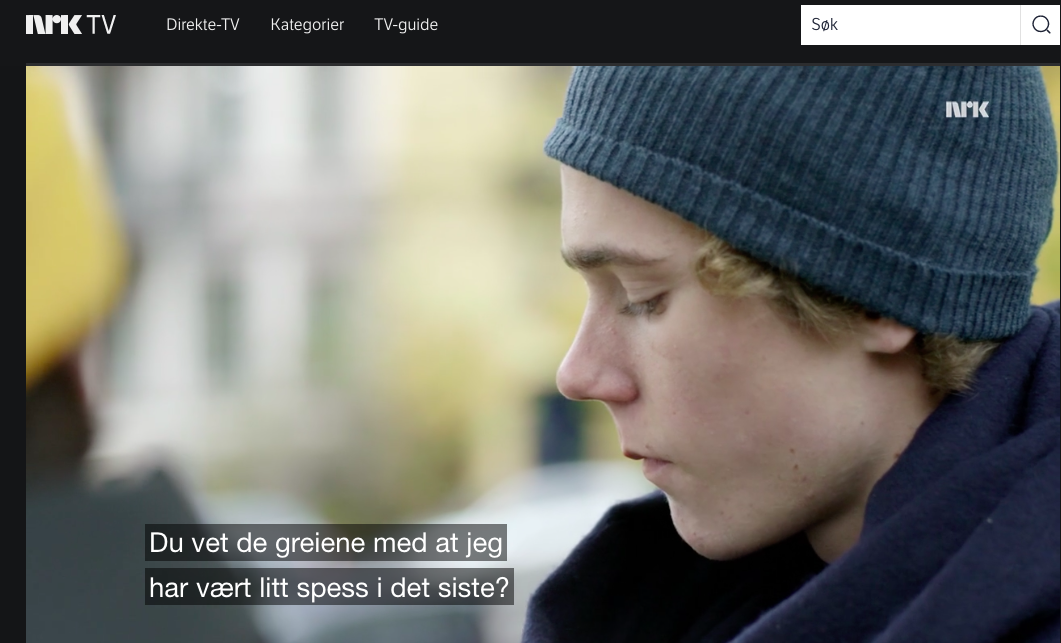 NRK TV
Direkte-TV
Kategorier
TV-guide
Søk
NRK
Du vet de greiene med at jeg
har vært litt spess i det siste?